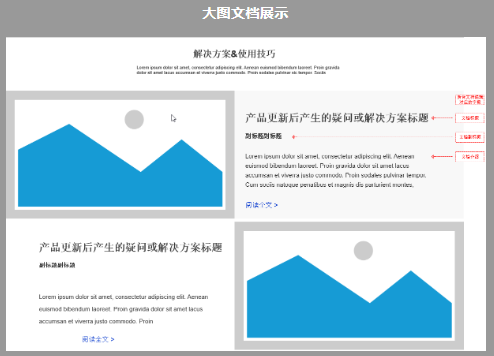 大图文档展示
解决方案&使用技巧
Lorem ipsum dolor sit amet, consectetur adipiscing elit. Aenean euismod bibendum laoreet. Proin gravida
dolor sit amet lacus accumsan et viverra justo commodo. Proin sodales pulvinar tempor. Sociis
产品更新后产生的疑问或解决方案标题
副标题副标题
Lorem ipsum dolor sit amet, consectetur adipiscing elit. Aenean
euismod bibendum laoreet. Proin gravida dolor sit amet lacus
accumsan et viverra justo commodo. Proin sodales pulvinar tempor.
Cum sociis natoque penatibus et magnis dis parturient montes,
阅读全文 >
产品更新后产生的疑问或解决方案标题
副标题副标题
Lorem ipsum dolor sit amet, consectetur adipiscing elit. Aenean
euismod bibendum laoreet. Proin gravida dolor sit amet lacus
accumsan et viverra justo commodo. Proin
阅读全文 >